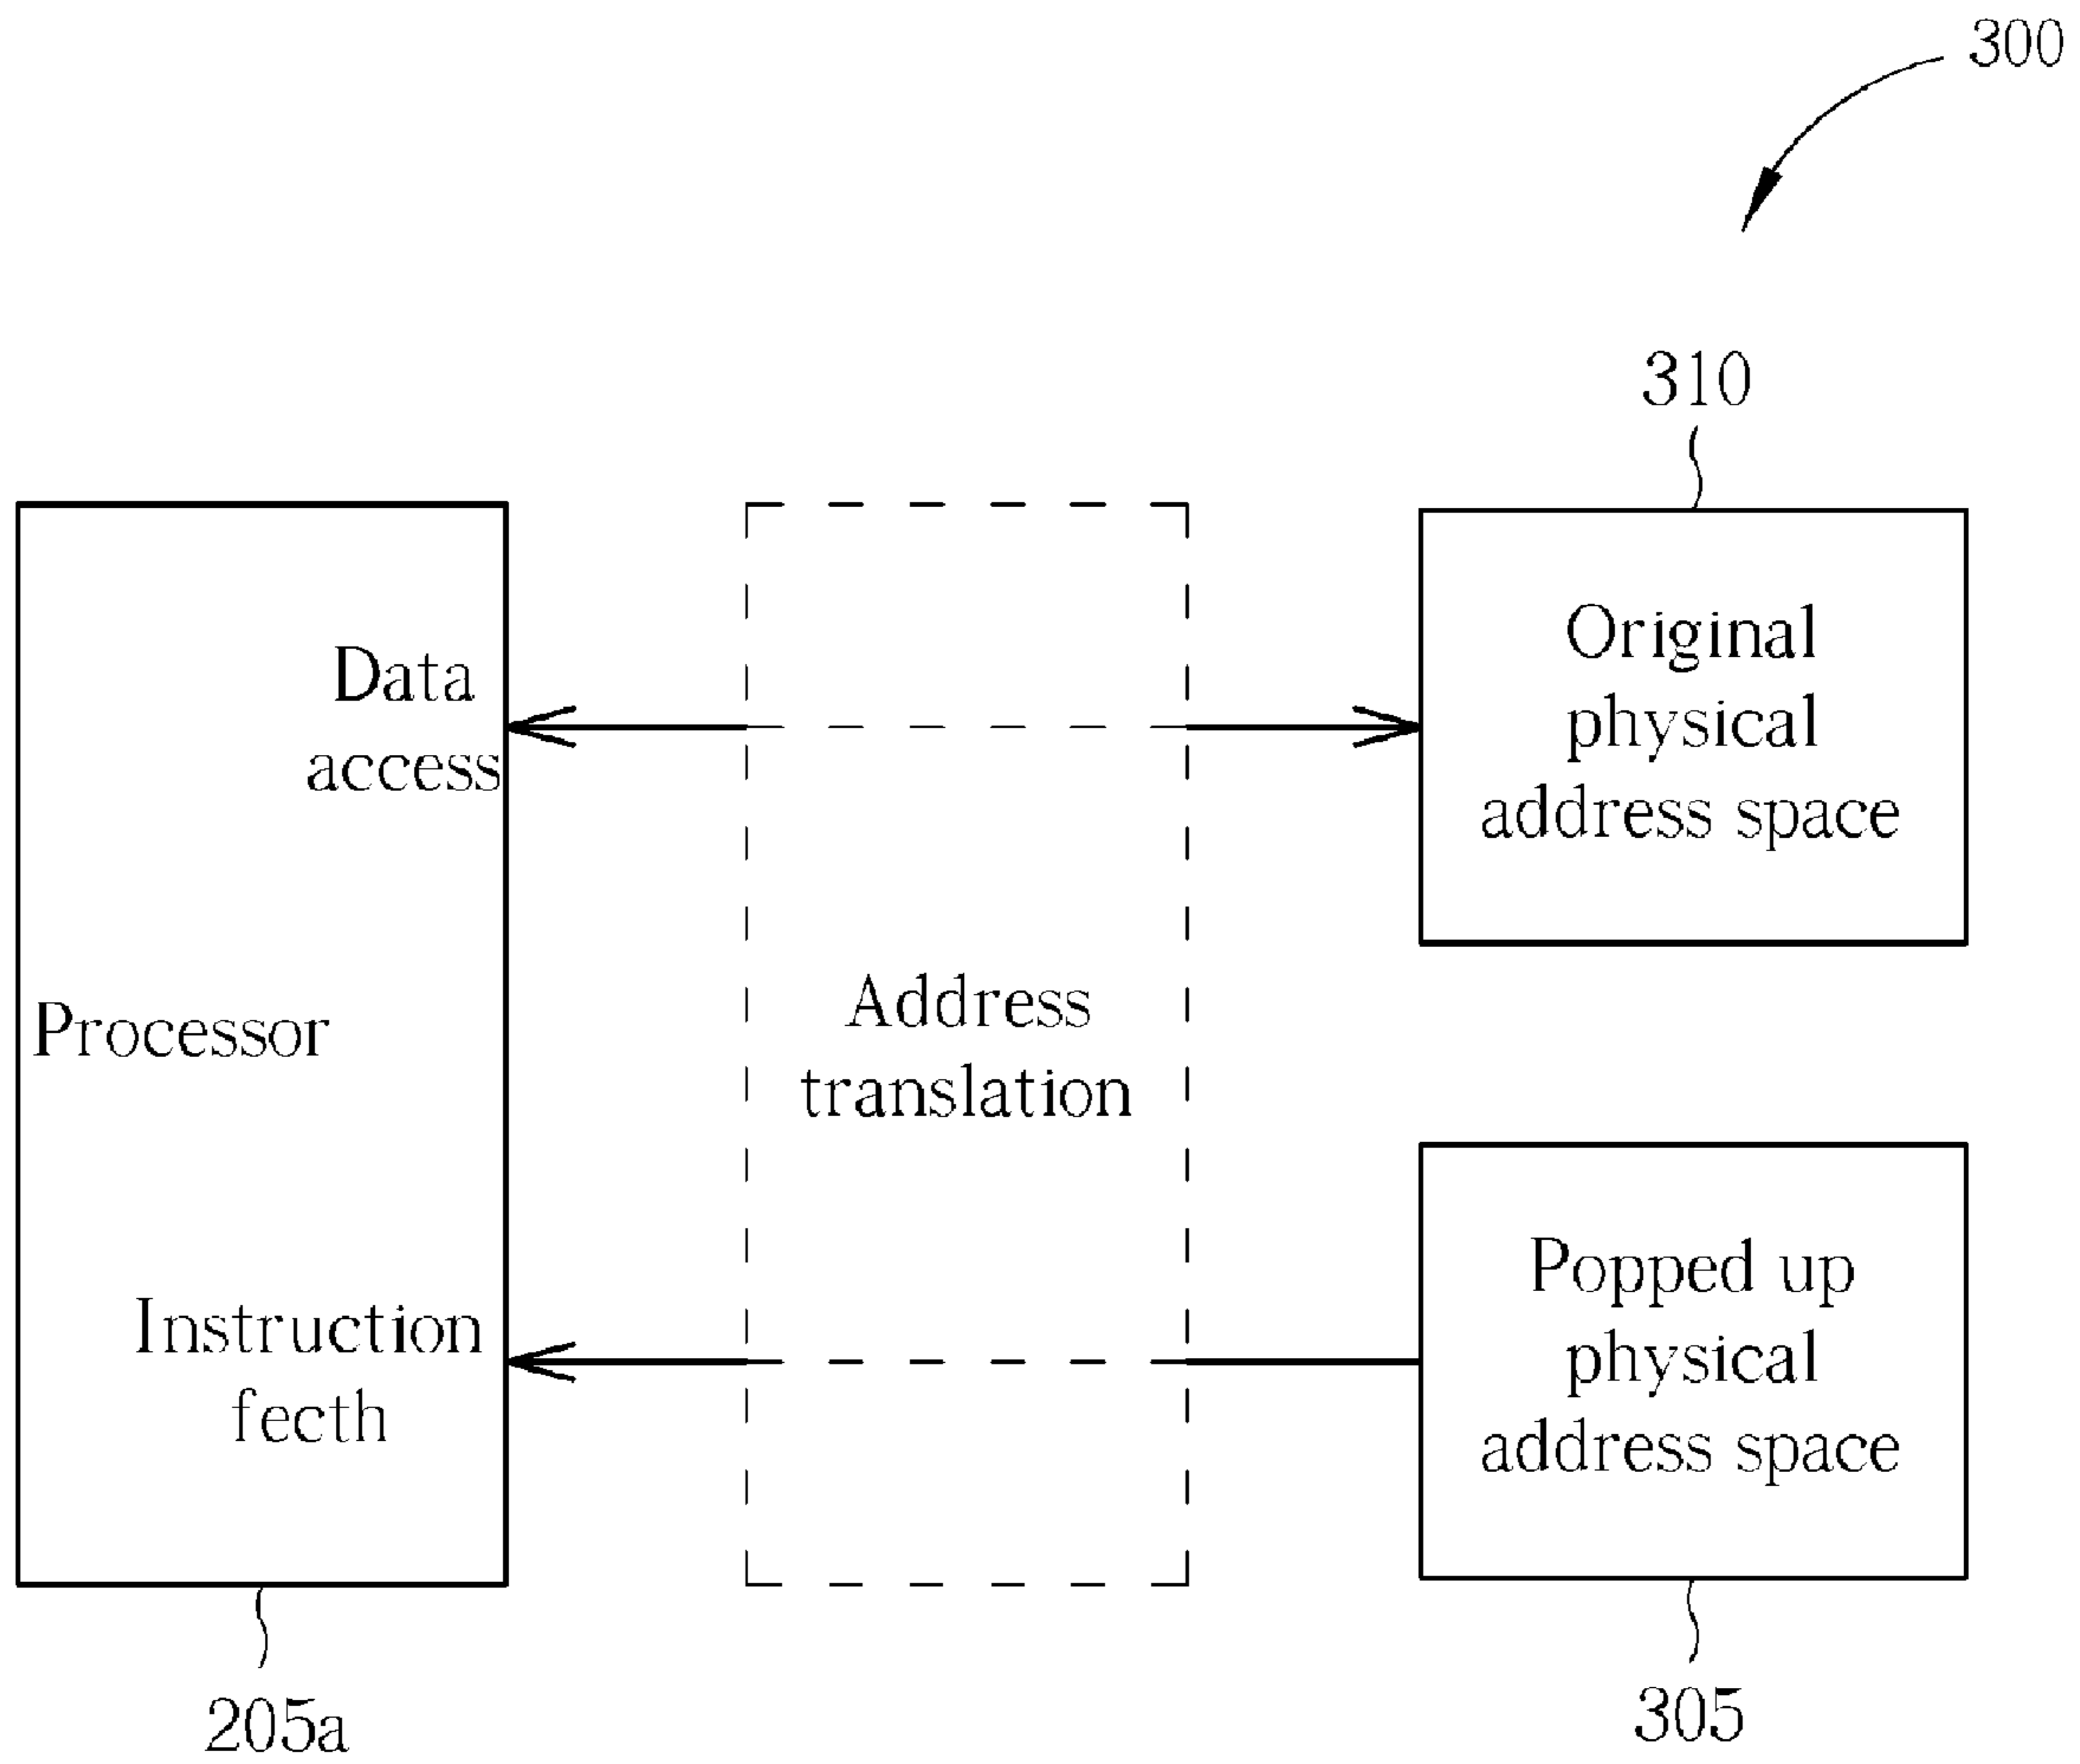 300
310
Original
physical
address space
Data
access
Address
translation
Processor
Popped up
physical
address space
Instruction
fecth
205a
305